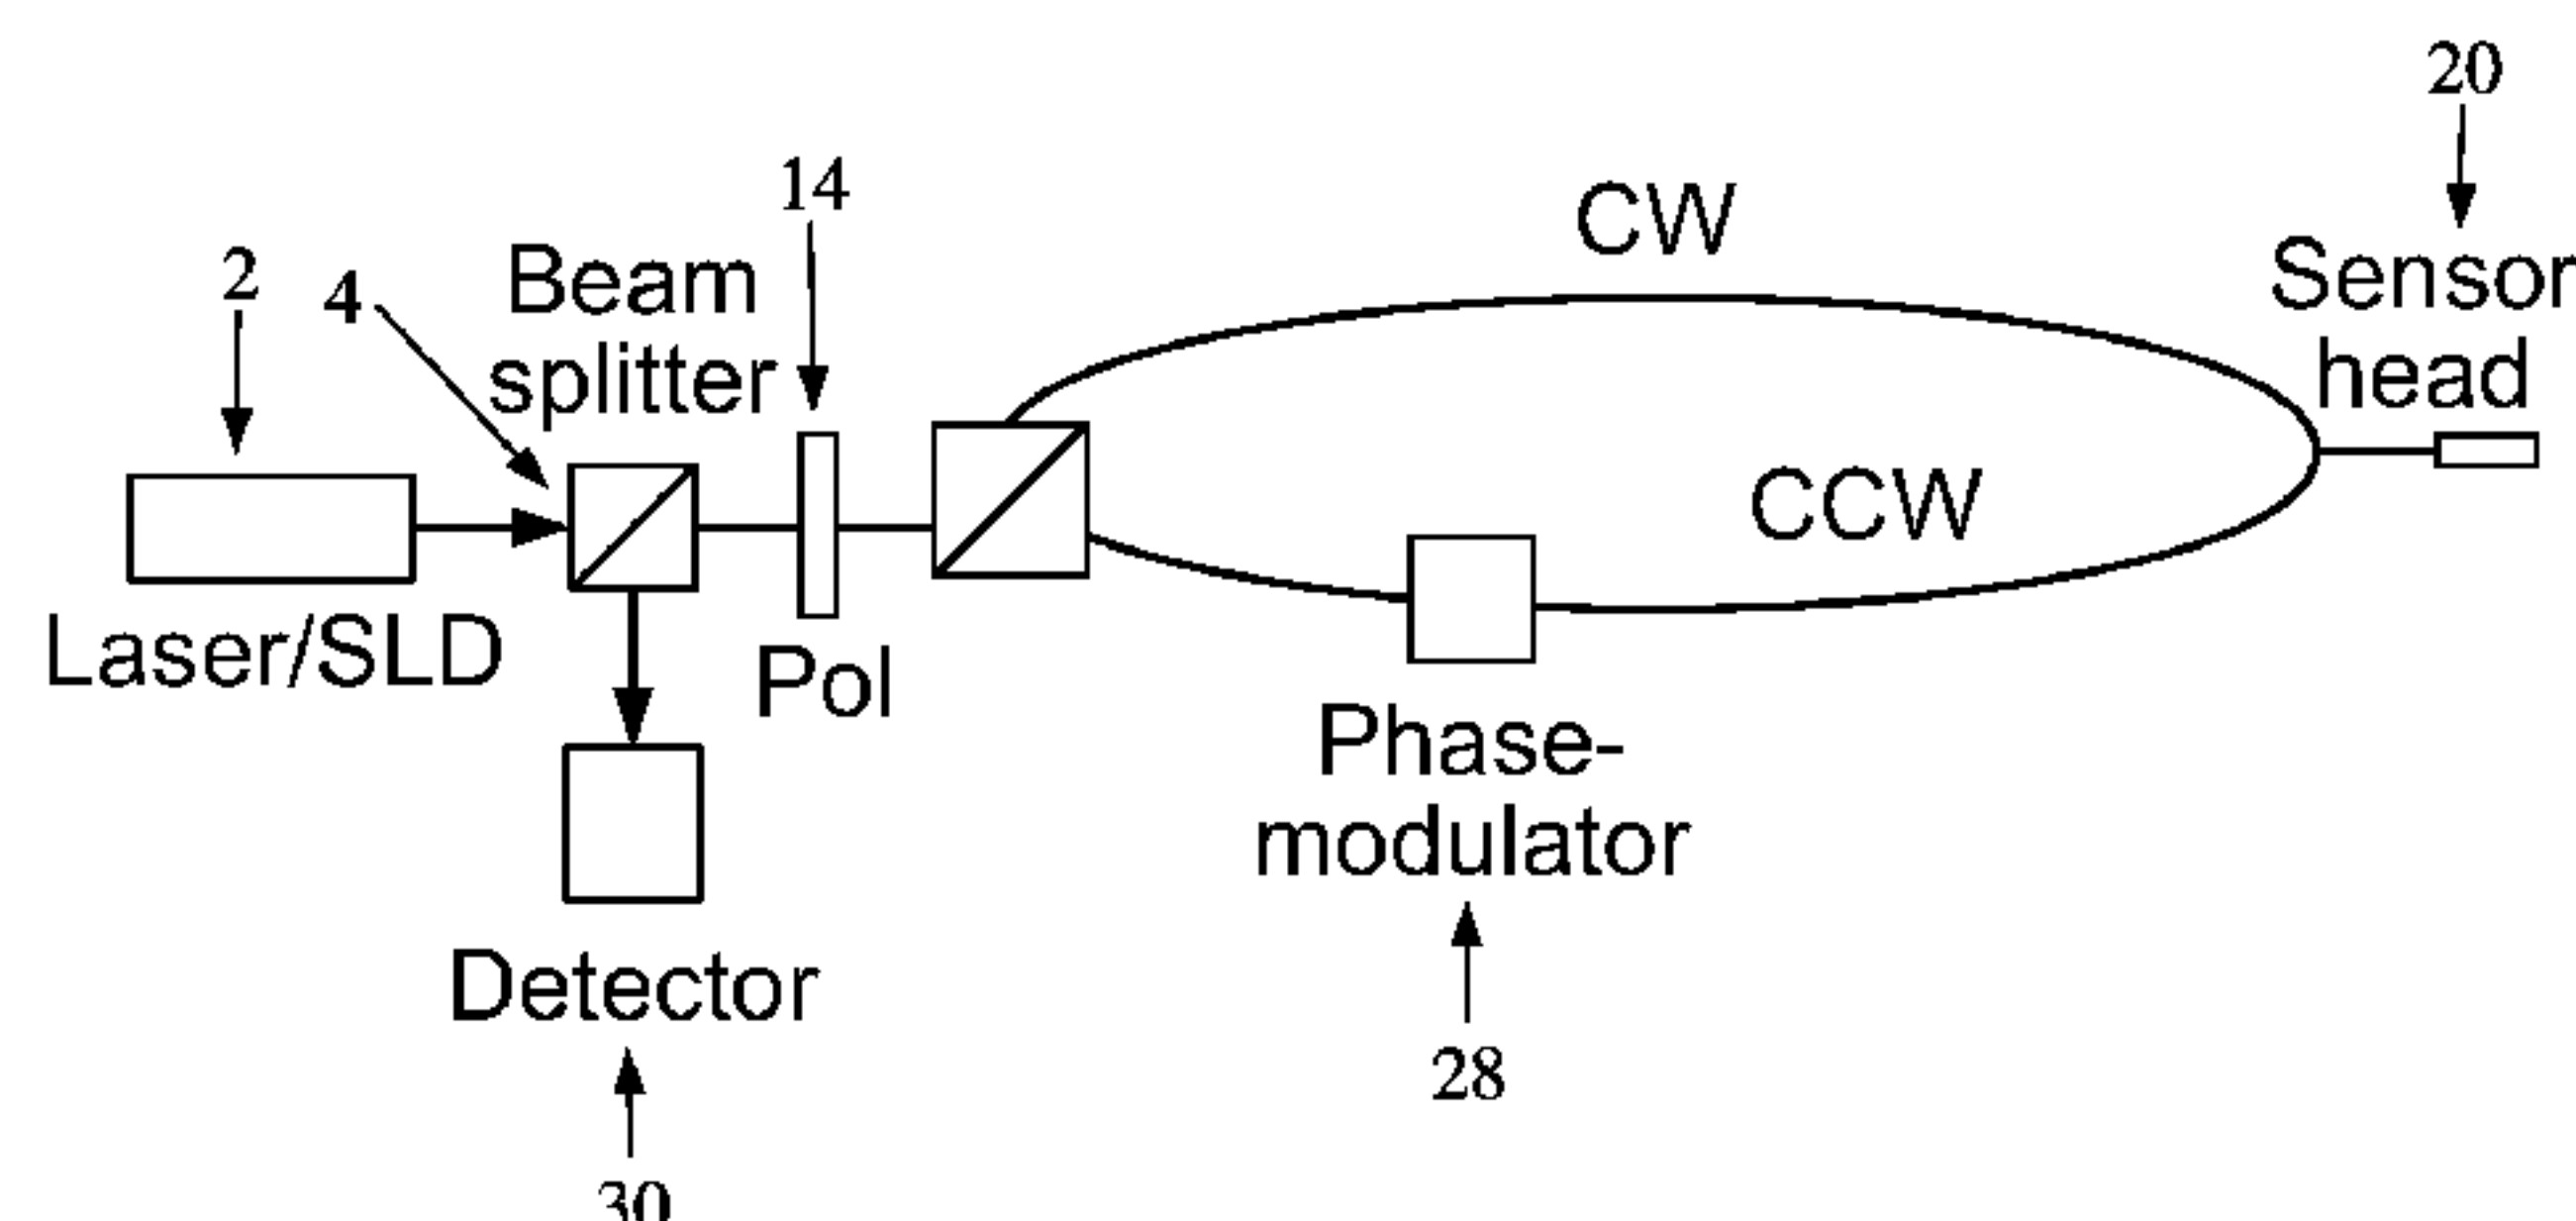 20
14
CW
2
4
Beam
splitter
Sensor
head
CCW
Laser/SLD
Pol
Phase-
modulator
Detector
28
30